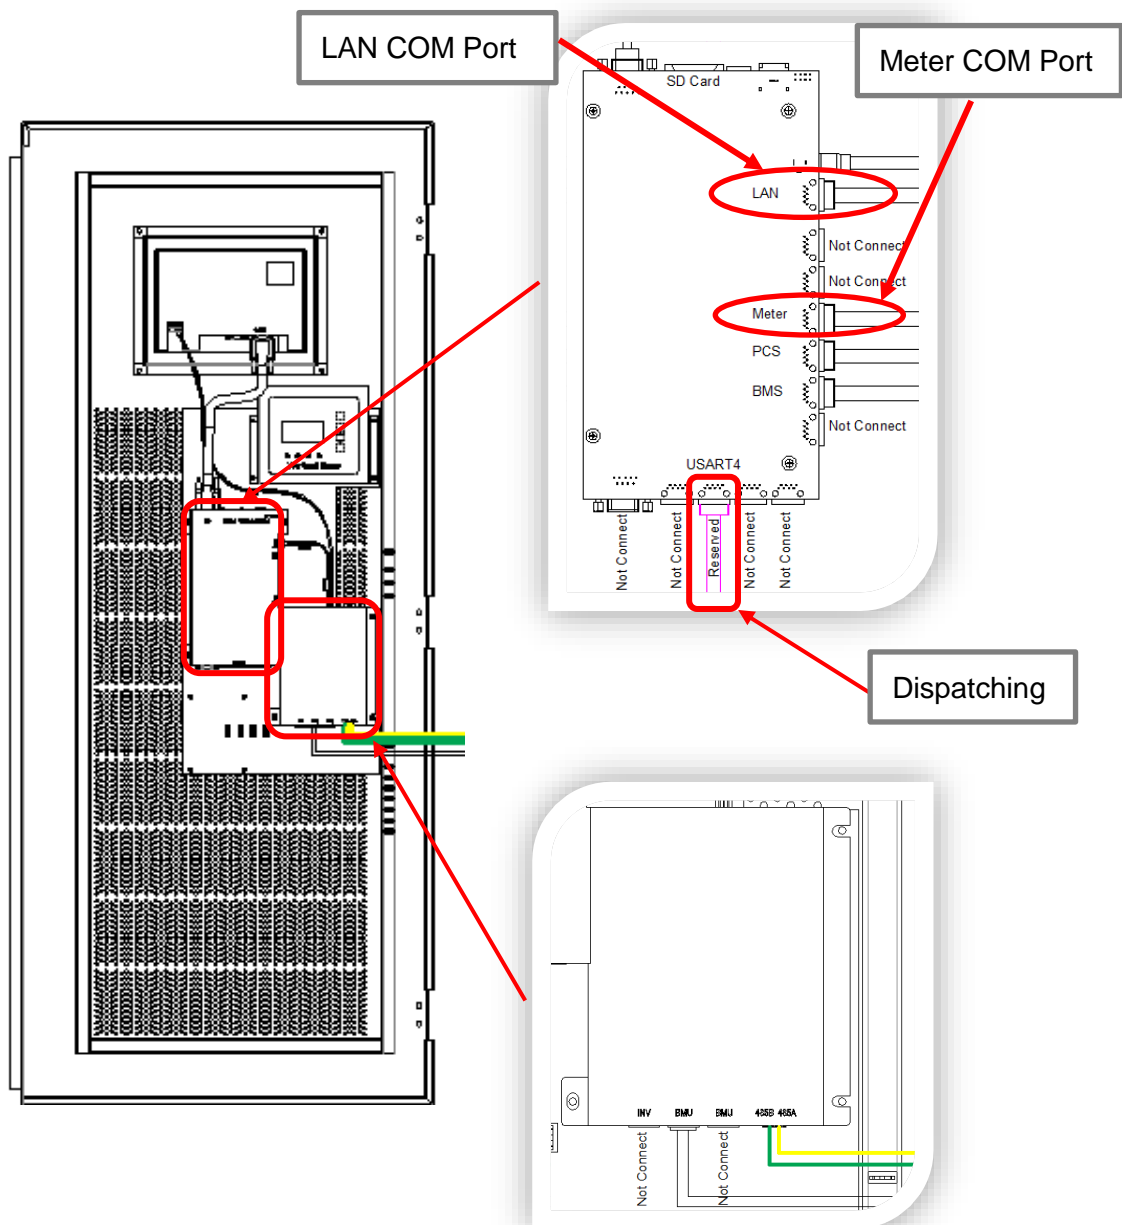 LAN COM Port
Meter COM Port
SD Card
LAN
Not Connect
Not Connect
Meter
PCS
BMS
Not Connect
USART4
Not Connect
Not Connect
Reserved
Not Connect
Not Connect
Dispatching
INV
BMU
BMU
485B 485A
Not Connect
Not Connect